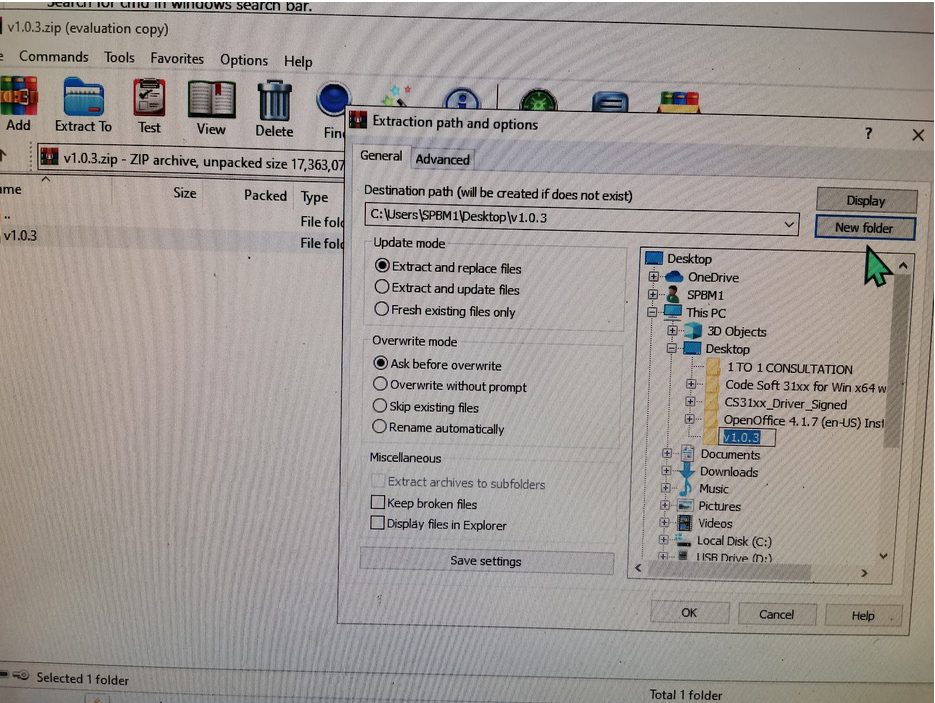 Search for cmd in windows search bar.
v1.0.3.zip (evaluation copy)
Commands Tools Favorites Options Help
Add Extract To Test View Delete Find
v1.0.3.zip - ZIP archive, unpacked size 17,363,07
Size Packed Type
..
File fold
v1.0.3
File fold
Extraction path and options
? ×
General Advanced
Destination path (will be created if does not exist)
C:\Users\SPBM1\Desktop\v1.0.3
Display
New folder
Update mode
Extract and replace files
Extract and update files
Fresh existing files only
Overwrite mode
Ask before overwrite
Overwrite without prompt
Skip existing files
Rename automatically
Miscellaneous
Extract archives to subfolders
Keep broken files
Display files in Explorer
Save settings
Desktop
OneDrive
SPBM1
This PC
3D Objects
Desktop
1 TO 1 CONSULTATION
Code Soft 31xx for Win x64 w
CS31xx_Driver_Signed
OpenOffice 4.1.7 (en-US) Inst
v1.0.3
Documents
Downloads
Music
Pictures
Videos
Local Disk (C:)
USB Drive (D:)
OK Cancel Help
Selected 1 folder
Total 1 folder